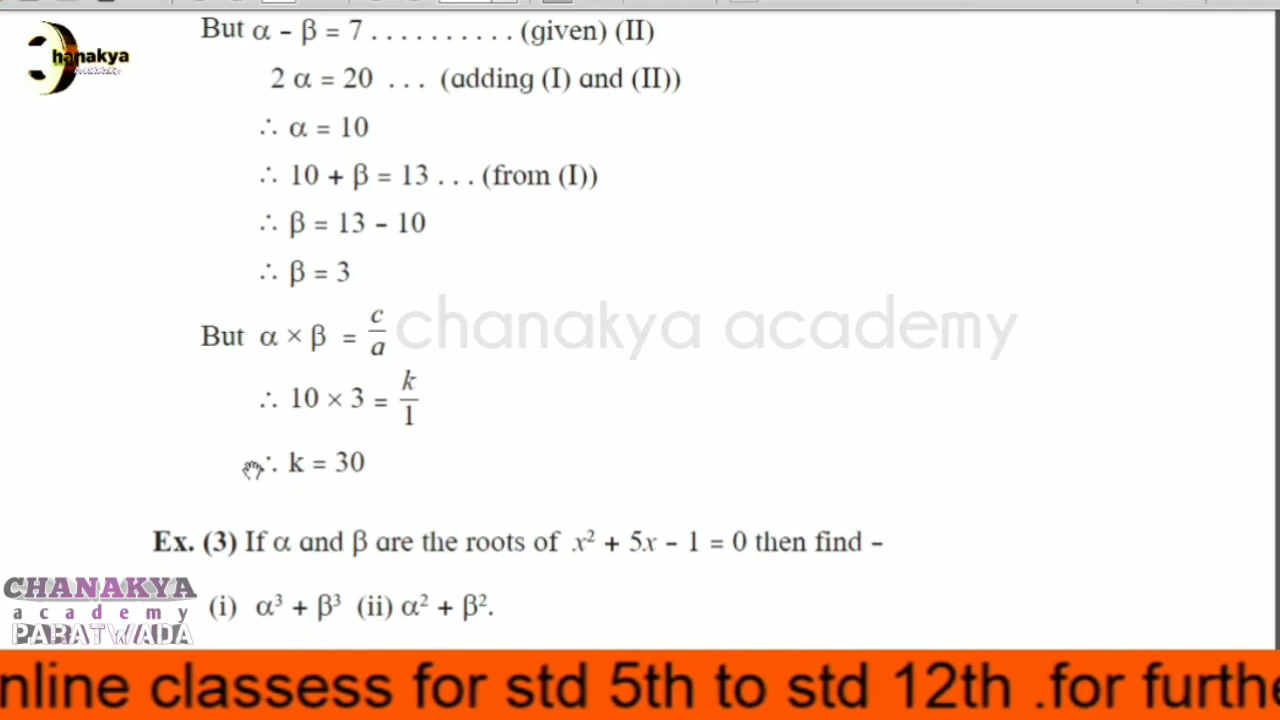 But α − β = 7 . . . . . . . . . . (given) (II)
hanakya
2 α = 20 . . . (adding (I) and (II))
∴ α = 10
∴ 10 + β = 13 . . . (from (I))
∴ β = 13 − 10
∴ β = 3
But α × β = c/a
chanakya academy
∴ 10 × 3 = k/1
∴ k = 30
Ex. (3) If α and β are the roots of x² + 5x − 1 = 0 then find −
CHANAKYA
academy
PABATWADA
(i) α³ + β³ (ii) α² + β².
nline classess for std 5th to std 12th .for furthe